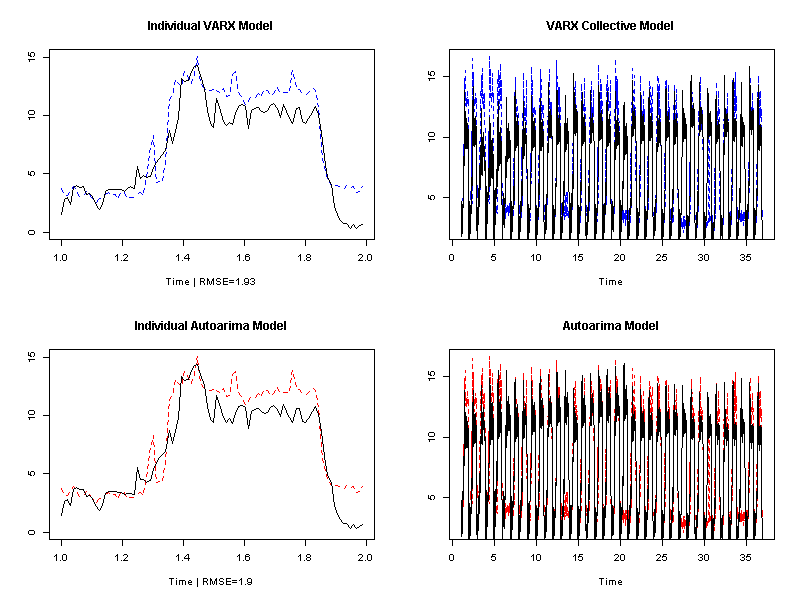 Individual VARX Model
15
10
5
0
1.0 1.2 1.4 1.6 1.8 2.0
Time | RMSE=1.93
VARX Collective Model
15
10
5
0 5 10 15 20 25 30 35
Time
Individual Autoarima Model
15
10
5
0
1.0 1.2 1.4 1.6 1.8 2.0
Time | RMSE=1.9
Autoarima Model
15
10
5
0 5 10 15 20 25 30 35
Time